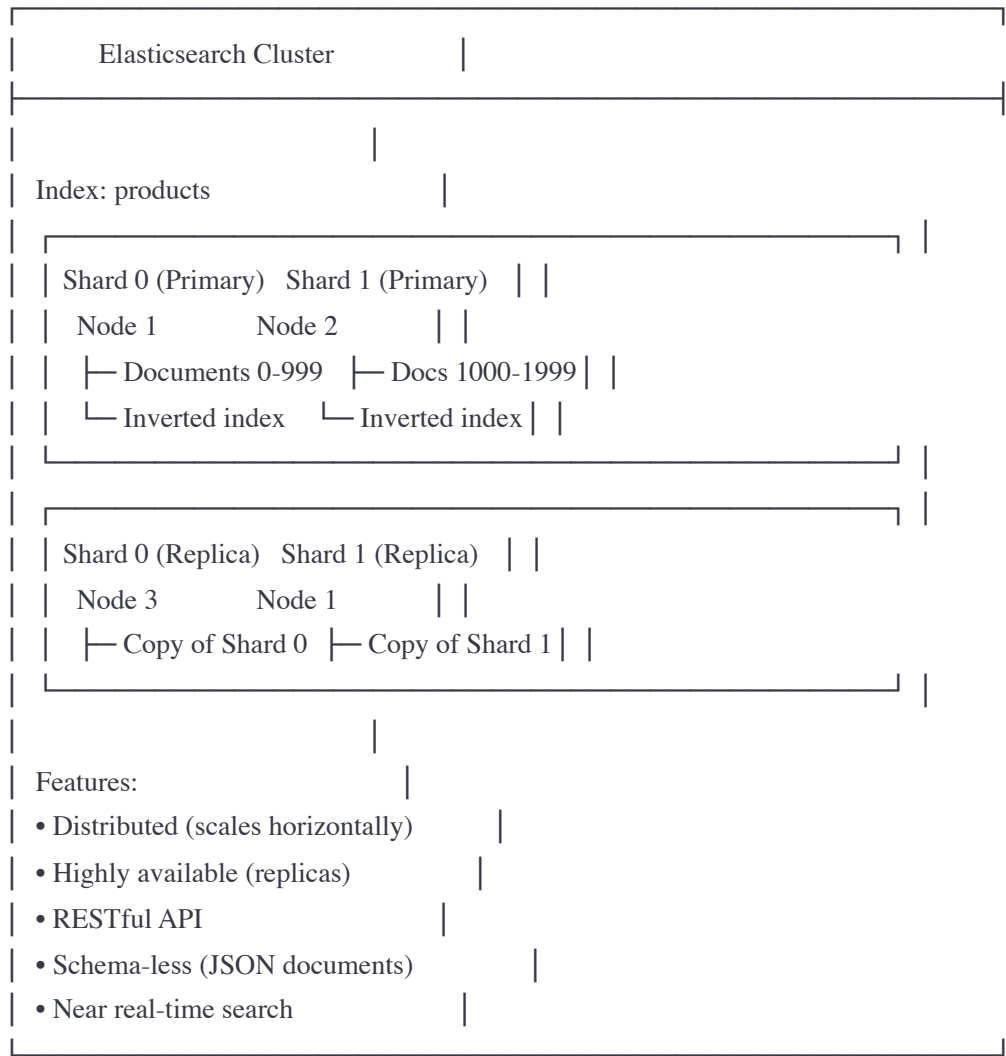 Elasticsearch Cluster
Index: products
Shard 0 (Primary) Shard 1 (Primary)
Node 1 Node 2
├─ Documents 0-999 ├─ Docs 1000-1999
└─ Inverted index └─ Inverted index
Shard 0 (Replica) Shard 1 (Replica)
Node 3 Node 1
├─ Copy of Shard 0 ├─ Copy of Shard 1
Features:
• Distributed (scales horizontally)
• Highly available (replicas)
• RESTful API
• Schema-less (JSON documents)
• Near real-time search